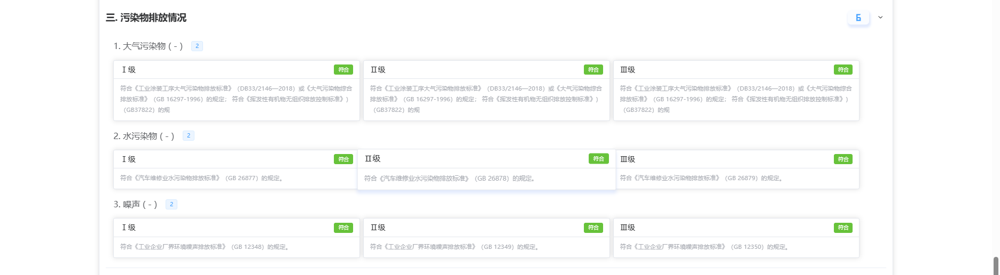 三. 污染物排放情况 6
1. 大气污染物 ( - ) 2
Ⅰ级 符合
符合《工业涂装工序大气污染物排放标准》（DB33/2146—2018）或《大气污染物综合
排放标准》（GB 16297-1996）的规定； 符合《挥发性有机物无组织排放控制标准》)
（GB37822）的规
Ⅱ级 符合
符合《工业涂装工序大气污染物排放标准》（DB33/2146—2018）或《大气污染物综合
排放标准》（GB 16297-1996）的规定； 符合《挥发性有机物无组织排放控制标准》)
（GB37822）的规
Ⅲ级 符合
符合《工业涂装工序大气污染物排放标准》（DB33/2146—2018）或《大气污染物综合
排放标准》（GB 16297-1996）的规定； 符合《挥发性有机物无组织排放控制标准》)
（GB37822）的规
2. 水污染物 ( - ) 2
Ⅰ级 符合
符合《汽车维修业水污染物排放标准》（GB 26877）的规定。
Ⅱ级 符合
符合《汽车维修业水污染物排放标准》（GB 26878）的规定。
Ⅲ级 符合
符合《汽车维修业水污染物排放标准》（GB 26879）的规定。
3. 噪声 ( - ) 2
Ⅰ级 符合
符合《工业企业厂界环境噪声排放标准》（GB 12348）的规定。
Ⅱ级 符合
符合《工业企业厂界环境噪声排放标准》（GB 12349）的规定。
Ⅲ级 符合
符合《工业企业厂界环境噪声排放标准》（GB 12350）的规定。